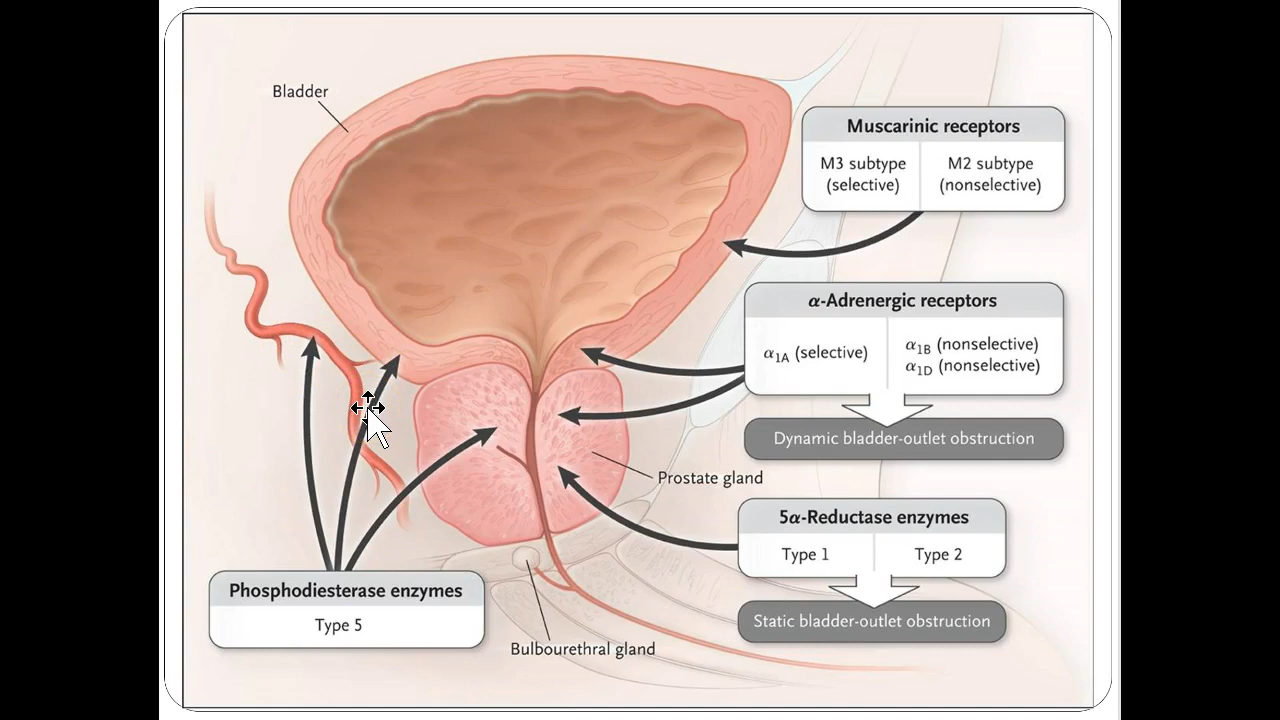 Bladder
Muscarinic receptors
M3 subtype
(selective)
M2 subtype
(nonselective)
α-Adrenergic receptors
α1A (selective)
α1B (nonselective)
α1D (nonselective)
Dynamic bladder-outlet obstruction
Prostate gland
5α-Reductase enzymes
Type 1
Type 2
Static bladder-outlet obstruction
Phosphodiesterase enzymes
Type 5
Bulbourethral gland